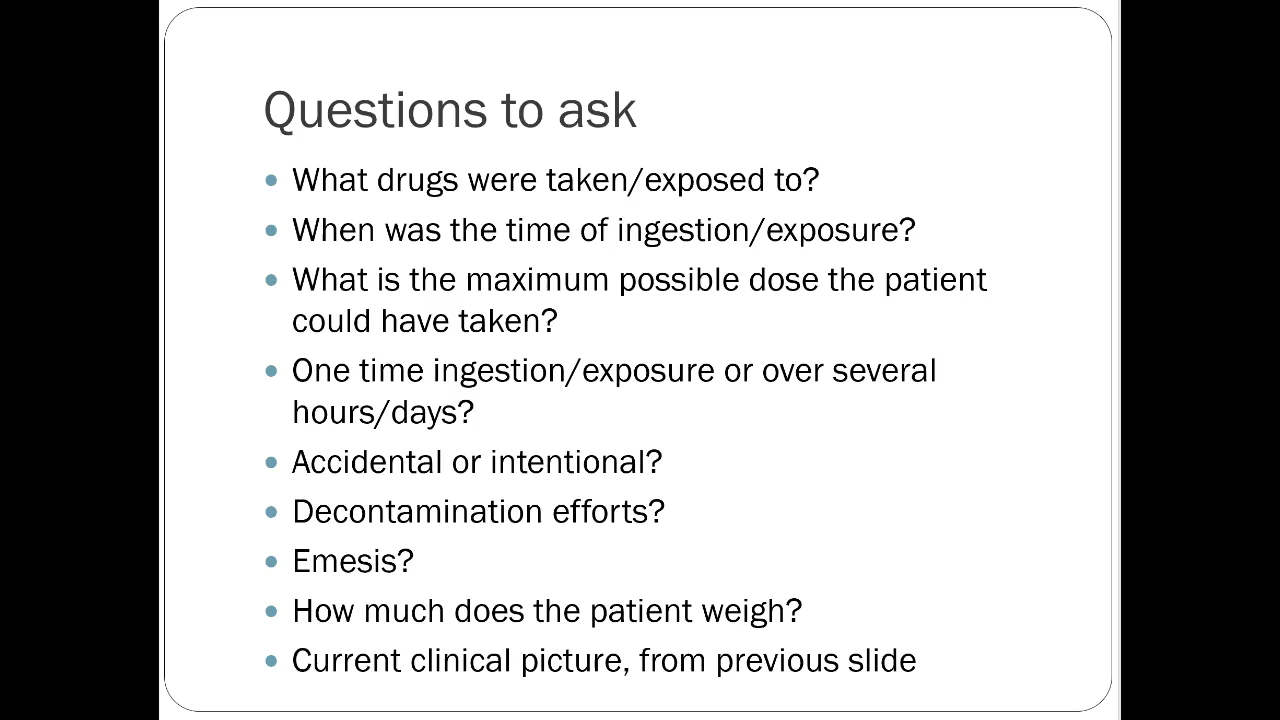 Questions to ask
• What drugs were taken/exposed to?
• When was the time of ingestion/exposure?
• What is the maximum possible dose the patient
could have taken?
• One time ingestion/exposure or over several
hours/days?
• Accidental or intentional?
• Decontamination efforts?
• Emesis?
• How much does the patient weigh?
• Current clinical picture, from previous slide